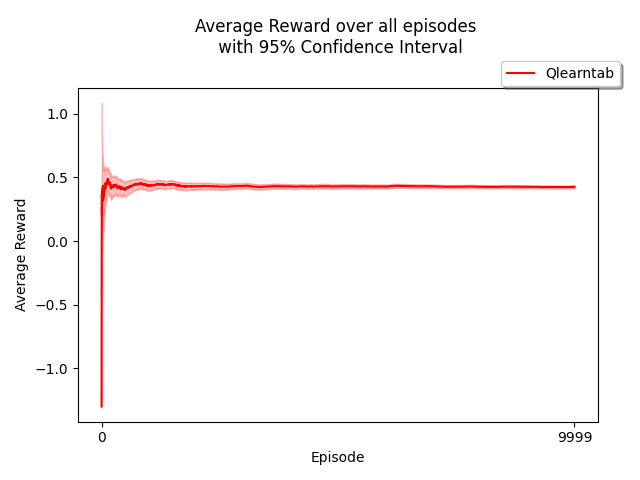 Average Reward over all episodes
with 95% Confidence Interval
Qlearntab
1.0
0.5
0.0
−0.5
−1.0
Average Reward
0
9999
Episode